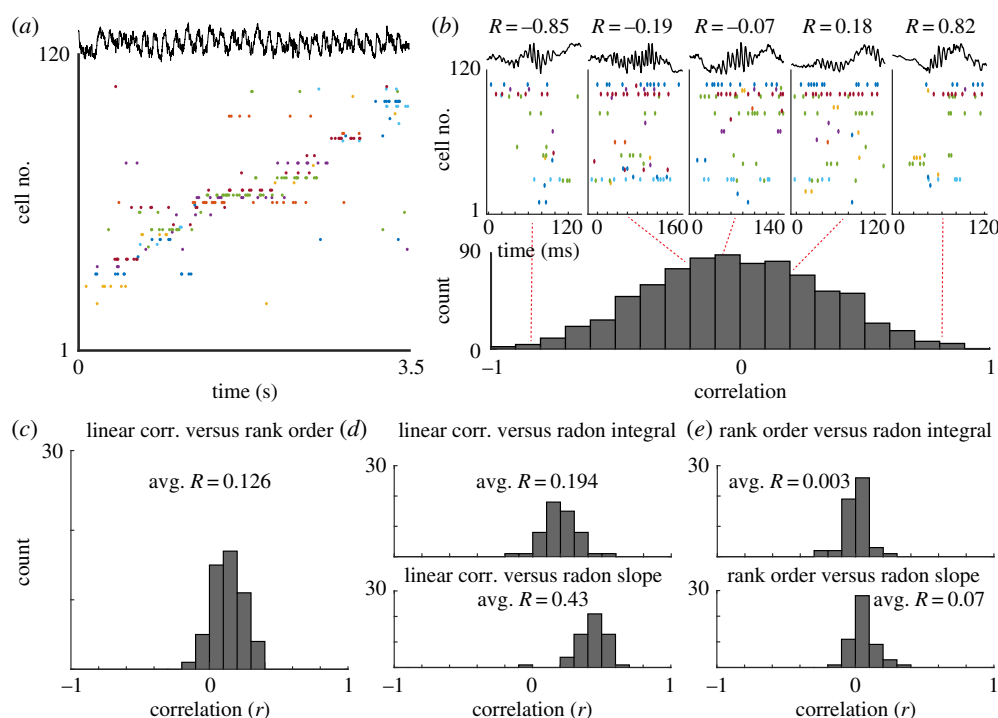 (a)
120
cell no.
1
0
3.5
time (s)
(b)
R = −0.85
R = −0.19
R = −0.07
R = 0.18
R = 0.82
120
cell no.
1
0 120
0 160
0 140
0 120
0 120
time (ms)
90
count
0
−1
0
1
correlation
(c)
linear corr. versus rank order
30
avg. R = 0.126
count
−1
0
1
correlation (r)
(d)
linear corr. versus radon integral
30
avg. R = 0.194
linear corr. versus radon slope
30
avg. R = 0.43
−1
0
1
correlation (r)
(e)
rank order versus radon integral
30
avg. R = 0.003
rank order versus radon slope
30
avg. R = 0.07
−1
0
1
correlation (r)